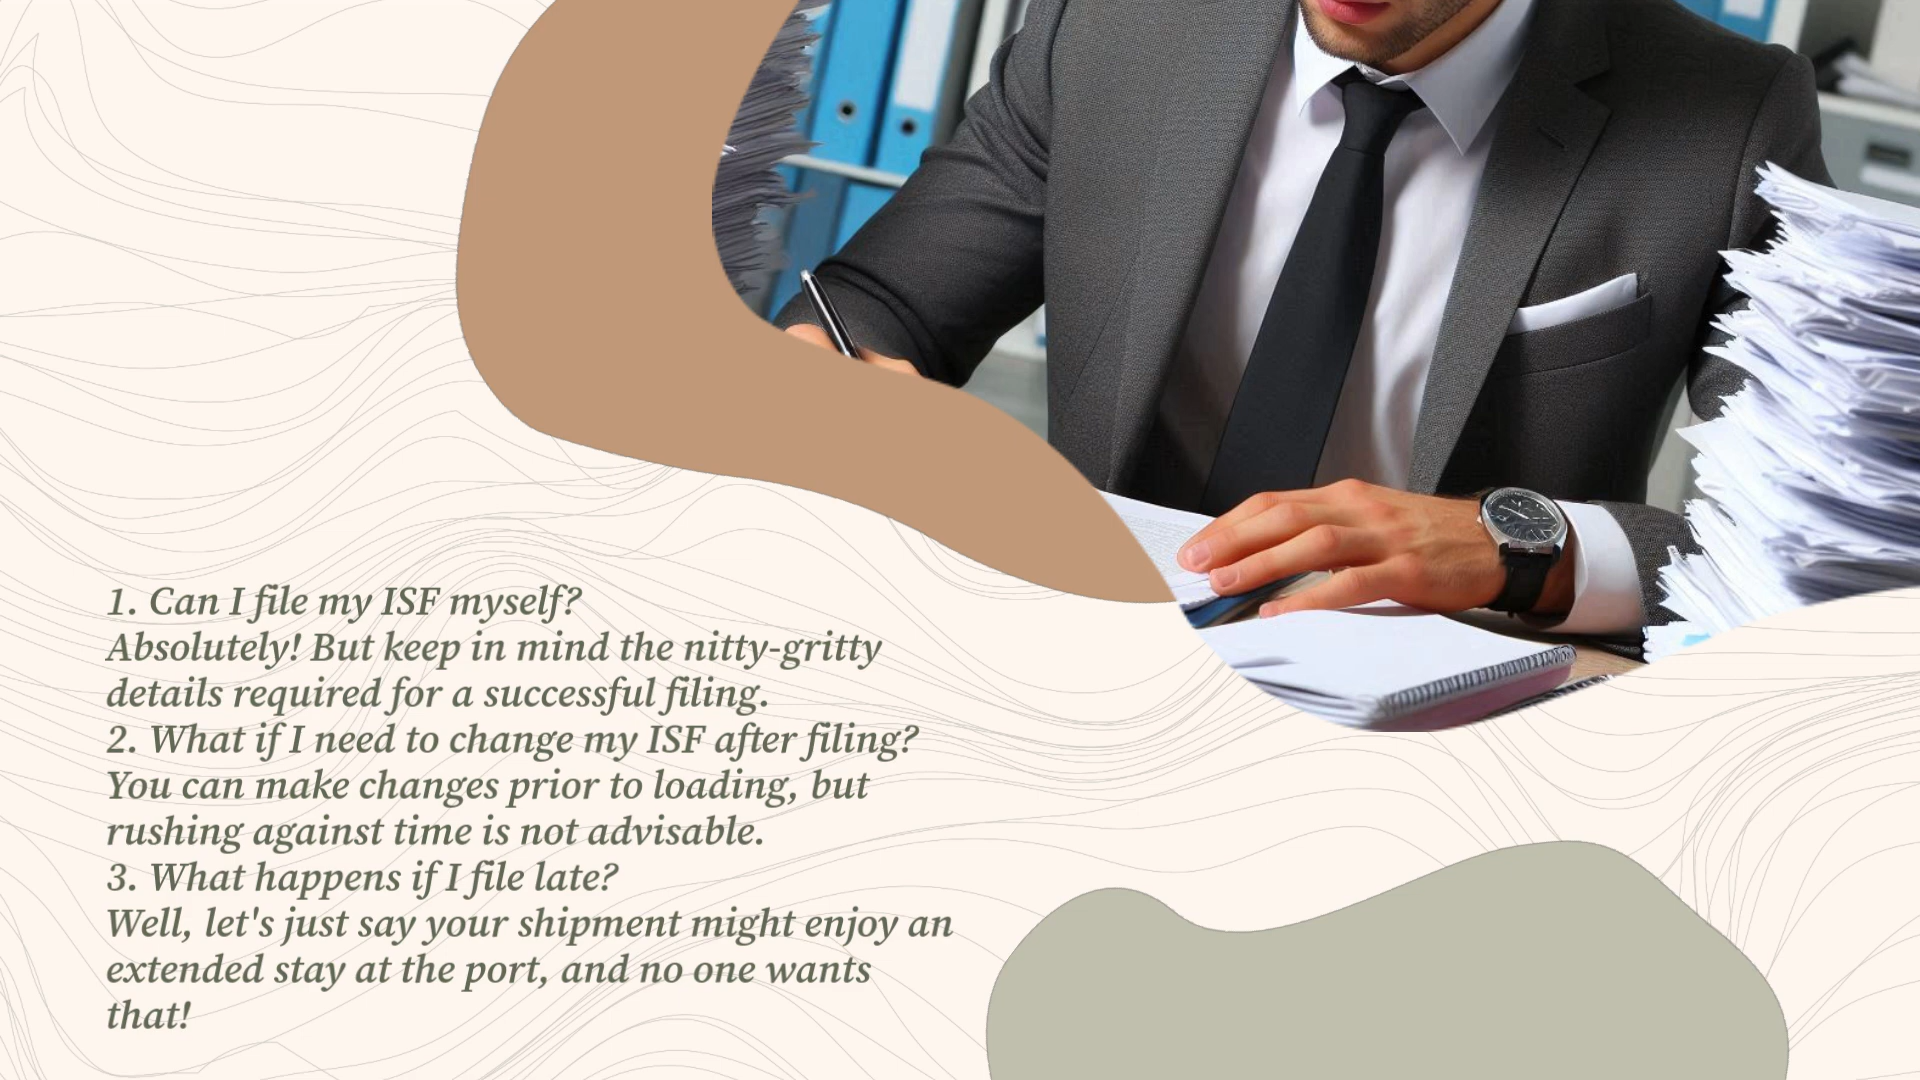 1. Can I file my ISF myself?
Absolutely! But keep in mind the nitty-gritty
details required for a successful filing.
2. What if I need to change my ISF after filing?
You can make changes prior to loading, but
rushing against time is not advisable.
3. What happens if I file late?
Well, let's just say your shipment might enjoy an
extended stay at the port, and no one wants
that!